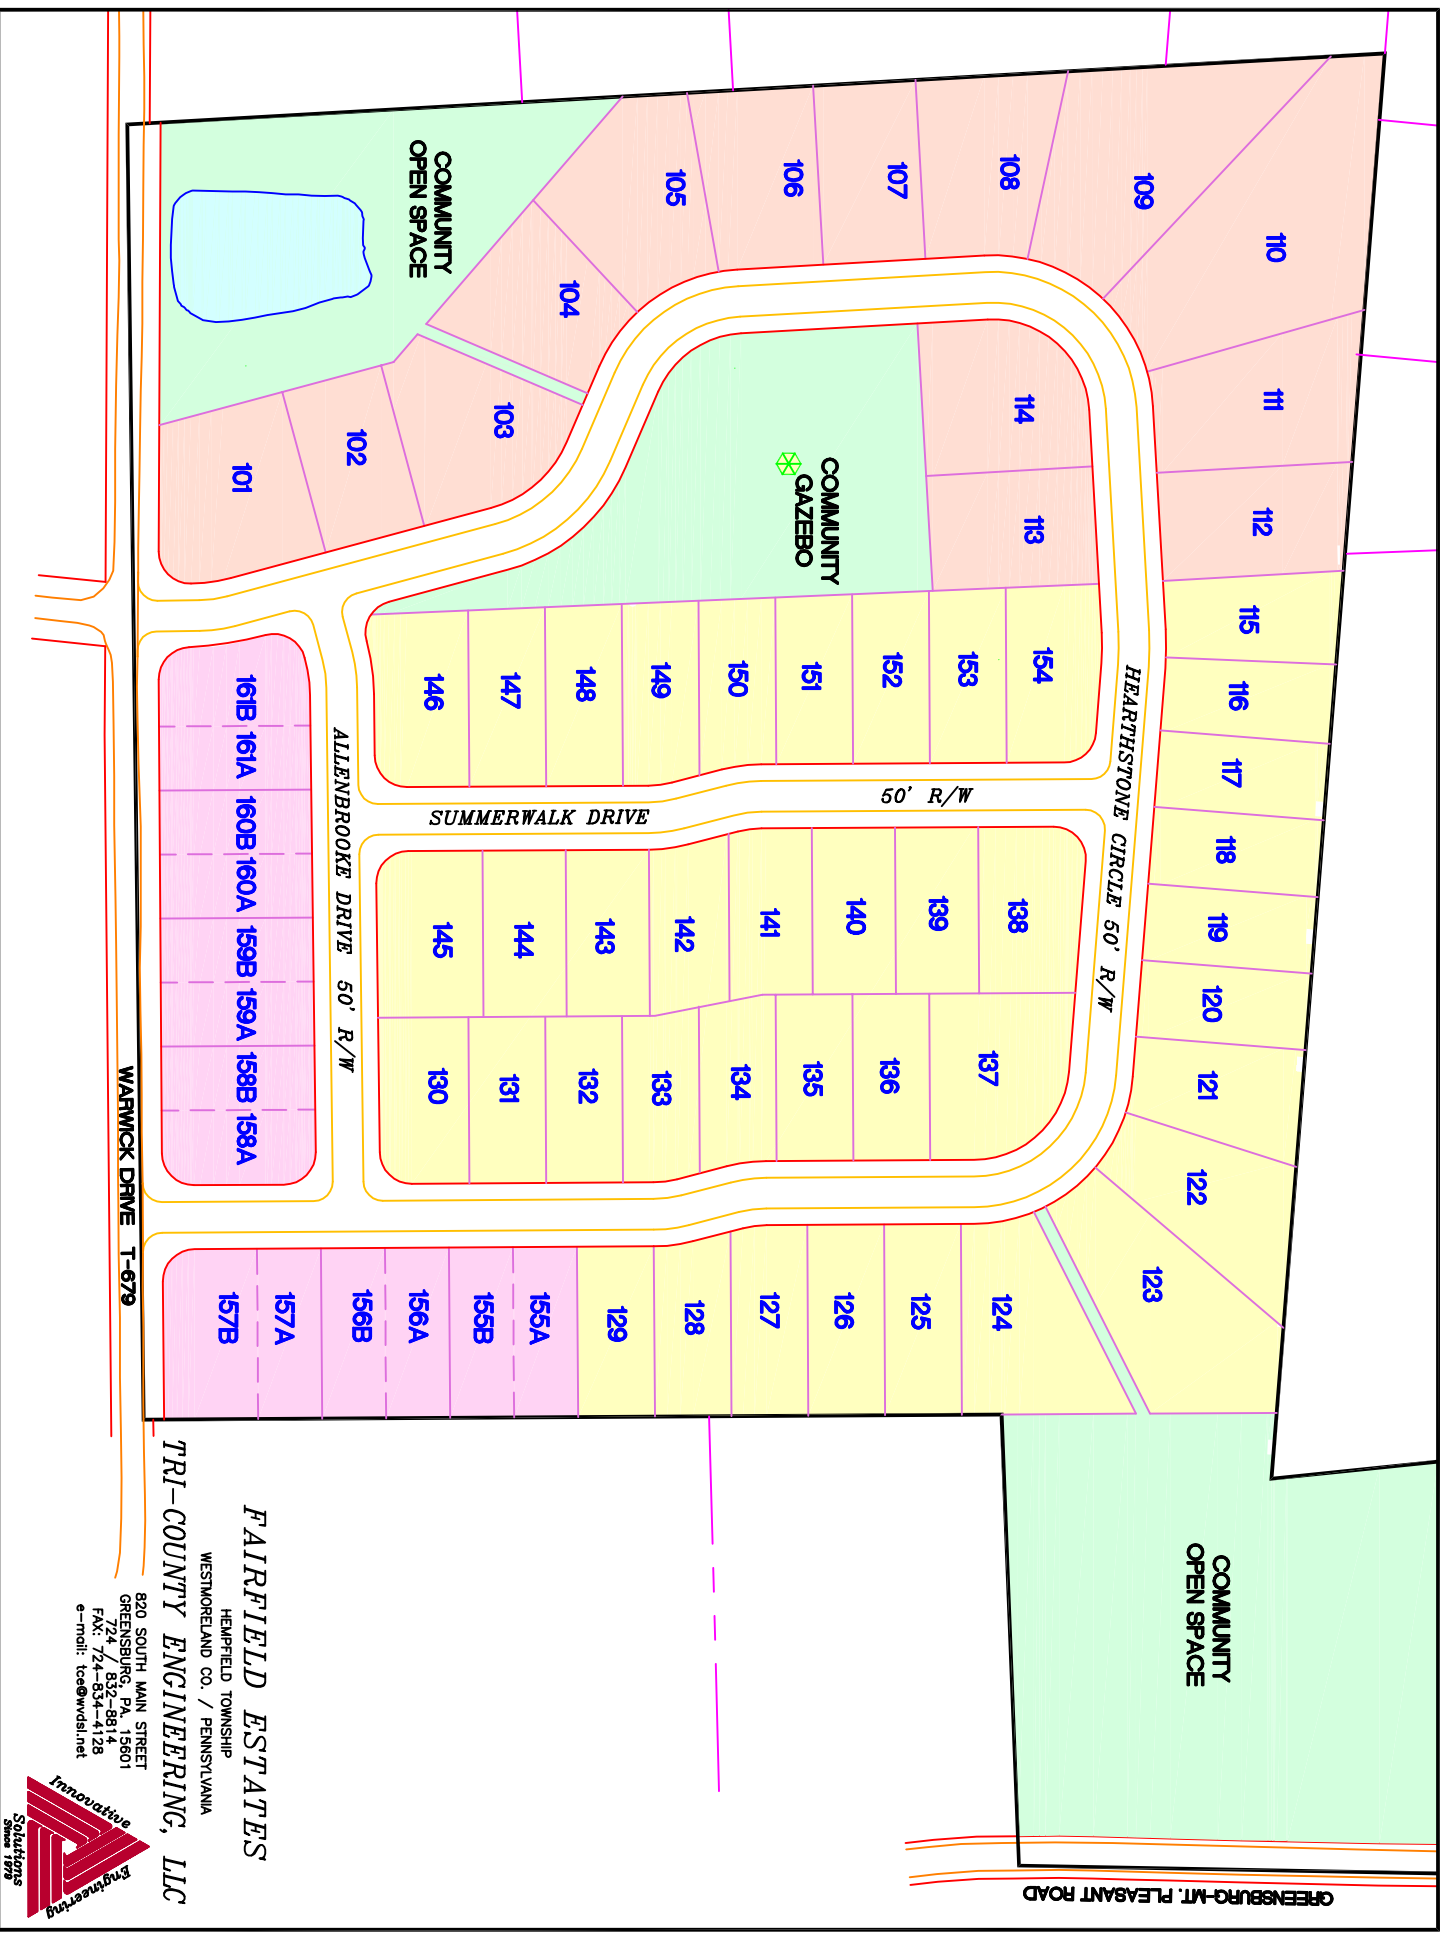 COMMUNITY
OPEN SPACE
101
102
103
104
105
106
107
108
109
110
111
112
114
113
COMMUNITY
GAZEBO
115
116
117
118
119
120
121
122
123
146
147
148
149
150
151
152
153
154
HEARTHSTONE CIRCLE 50' R/W
SUMMERWALK DRIVE
50' R/W
ALLENBROOKE DRIVE 50' R/W
145
144
143
142
141
140
139
138
130
131
132
133
134
135
136
137
161B
161A
160B
160A
159B
159A
158B
158A
157B
157A
156B
156A
155B
155A
129
128
127
126
125
124
WARWICK DRIVE T-679
COMMUNITY
OPEN SPACE
GREENSBURG-MT. PLEASANT ROAD
FAIRFIELD ESTATES
HEMPFIELD TOWNSHIP
WESTMORELAND CO. / PENNSYLVANIA
TRI-COUNTY ENGINEERING, LLC
820 SOUTH MAIN STREET
GREENSBURG, PA. 15601
724 / 832-8814
FAX: 724-834-4128
e-mail: tce@wvdsl.net
Innovative
Engineering
Solutions
Since 1979